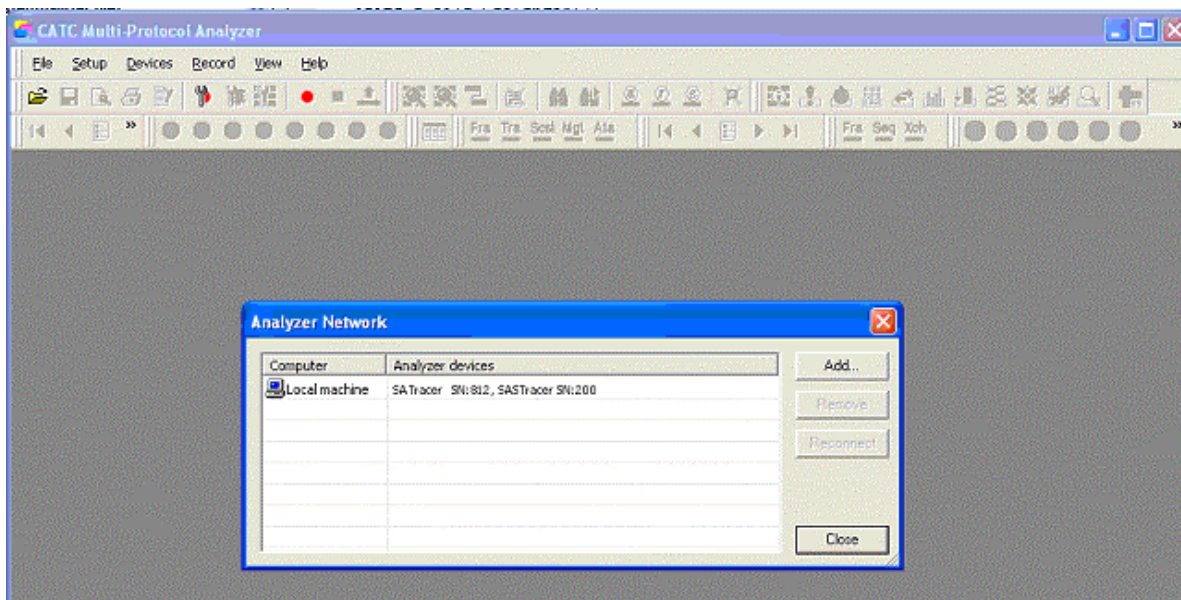 CATC Multi-Protocol Analyzer
File Setup Devices Record View Help
Fra Tra Scsi Mgt Ata Fra Seq Xch
Analyzer Network
Computer Analyzer devices Add...
Local machine SATracer SN:812, SASTracer SN:200
Remove
Reconnect
Close